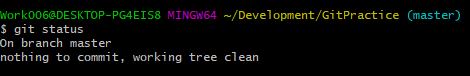 Work006@DESKTOP-PG4EIS8 MINGW64 ~/Development/GitPractice (master)
$ git status
On branch master
nothing to commit, working tree clean